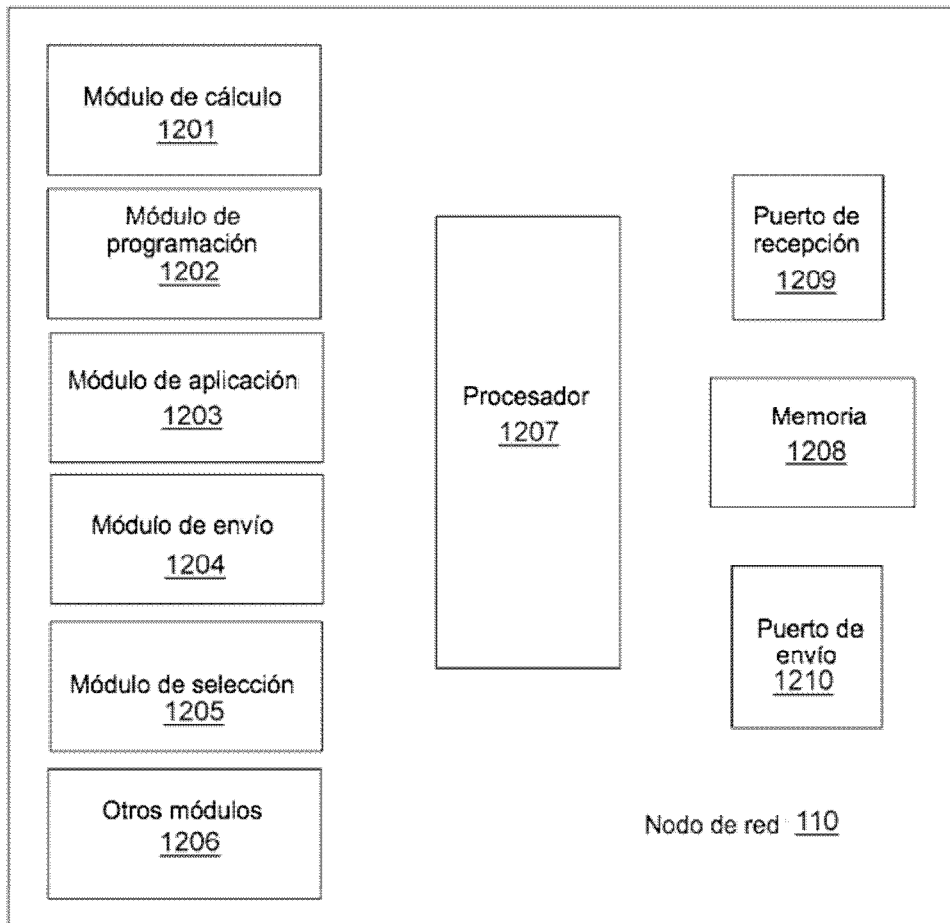 Módulo de cálculo
1201
Módulo de
programación
1202
Módulo de aplicación
1203
Módulo de envío
1204
Módulo de selección
1205
Otros módulos
1206
Procesador
1207
Puerto de
recepción
1209
Memoria
1208
Puerto de
envío
1210
Nodo de red 110